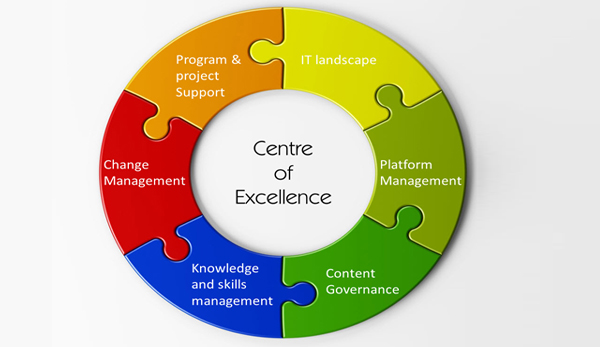 Program &
project
Support
IT landscape
Change
Management
Centre
of
Excellence
Platform
Management
Knowledge
and skills
management
Content
Governance